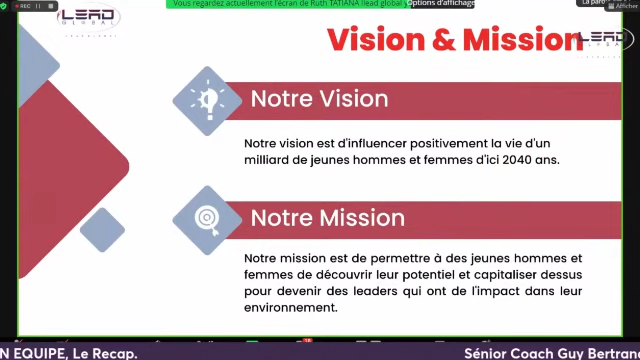 REC
Vous regardez actuellement l'écran de Ruth TATIANA llead global
Options d'affichage
La paro
Afficher
LEAD
GLOBAL
Vision & Mission
LEAD
GLOBAL
Notre Vision
Notre vision est d'influencer positivement la vie d'un
milliard de jeunes hommes et femmes d'ici 2040 ans.
Notre Mission
Notre mission est de permettre à des jeunes hommes et
femmes de découvrir leur potentiel et capitaliser dessus
pour devenir des leaders qui ont de l'impact dans leur
environnement.
N EQUIPE, Le Recap.
Sénior Coach Guy Bertran